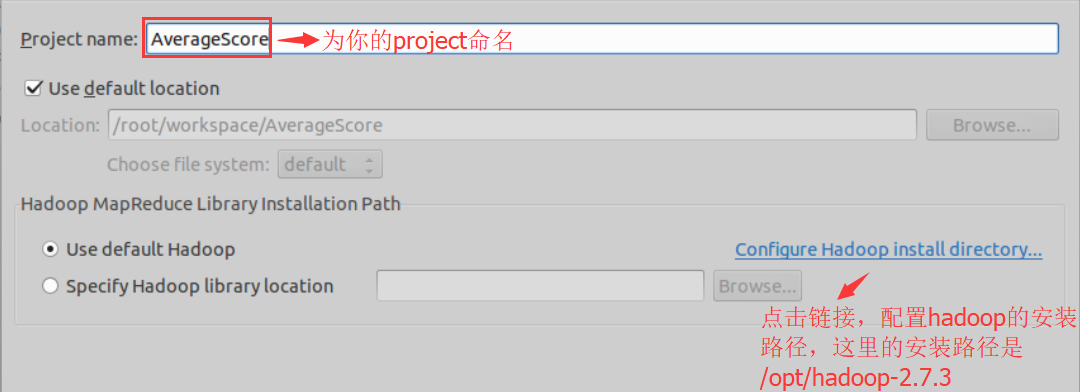 Project name: AverageScore 为你的project命名
Use default location
Location: /root/workspace/AverageScore Browse...
Choose file system: default
Hadoop MapReduce Library Installation Path
Use default Hadoop Configure Hadoop install directory...
Specify Hadoop library location Browse...
点击链接，配置hadoop的安装
路径，这里的安装路径是
/opt/hadoop-2.7.3